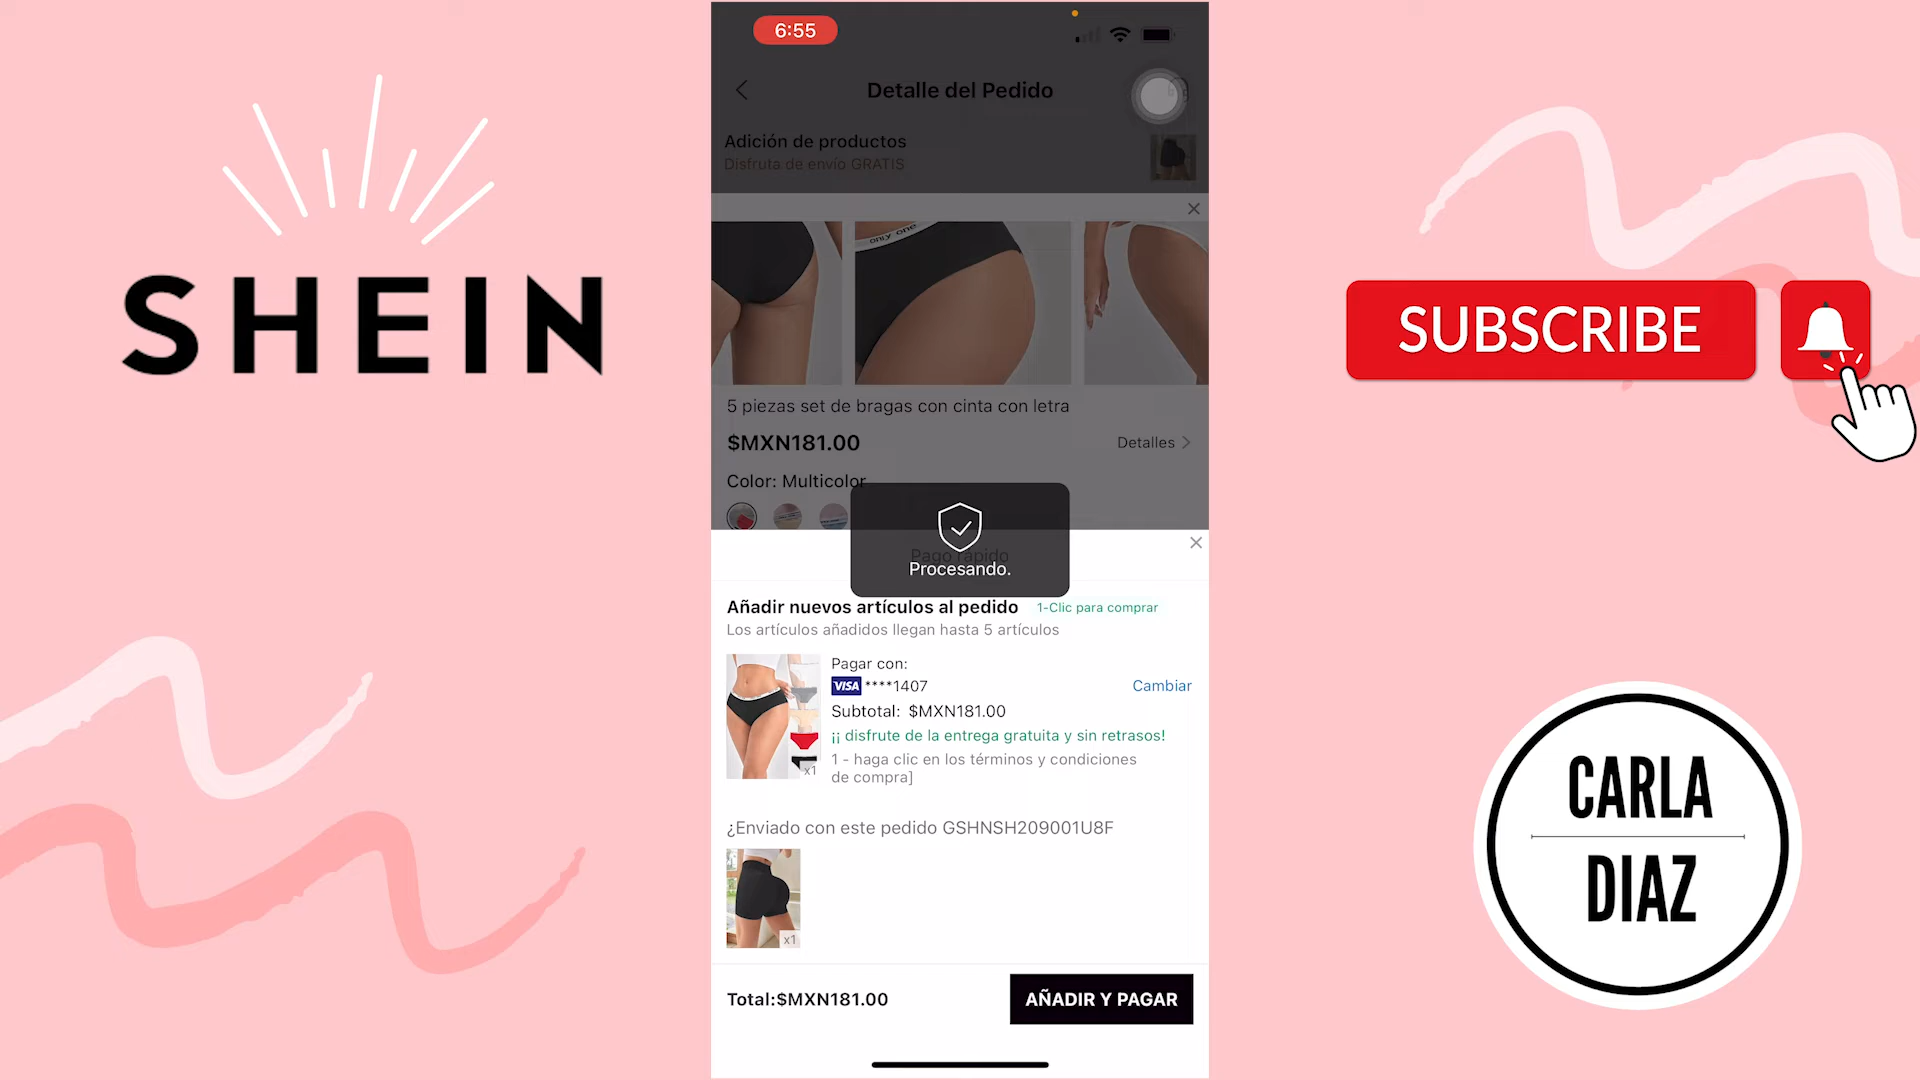 SHEIN
6:55
Detalle del Pedido
Adición de productos
Disfruta de envío GRATIS
only one
5 piezas set de bragas con cinta con letra
$MXN181.00
Detalles
Color: Multicolor
Pago rápido
Procesando.
Añadir nuevos artículos al pedido 1-Clic para comprar
Los artículos añadidos llegan hasta 5 artículos
Pagar con:
VISA ****1407 Cambiar
Subtotal: $MXN181.00
¡¡ disfrute de la entrega gratuita y sin retrasos!
1 - haga clic en los términos y condiciones
de compra]
x1
¿Enviado con este pedido GSHNSH209001U8F
x1
Total:$MXN181.00
AÑADIR Y PAGAR
SUBSCRIBE
CARLA
DIAZ